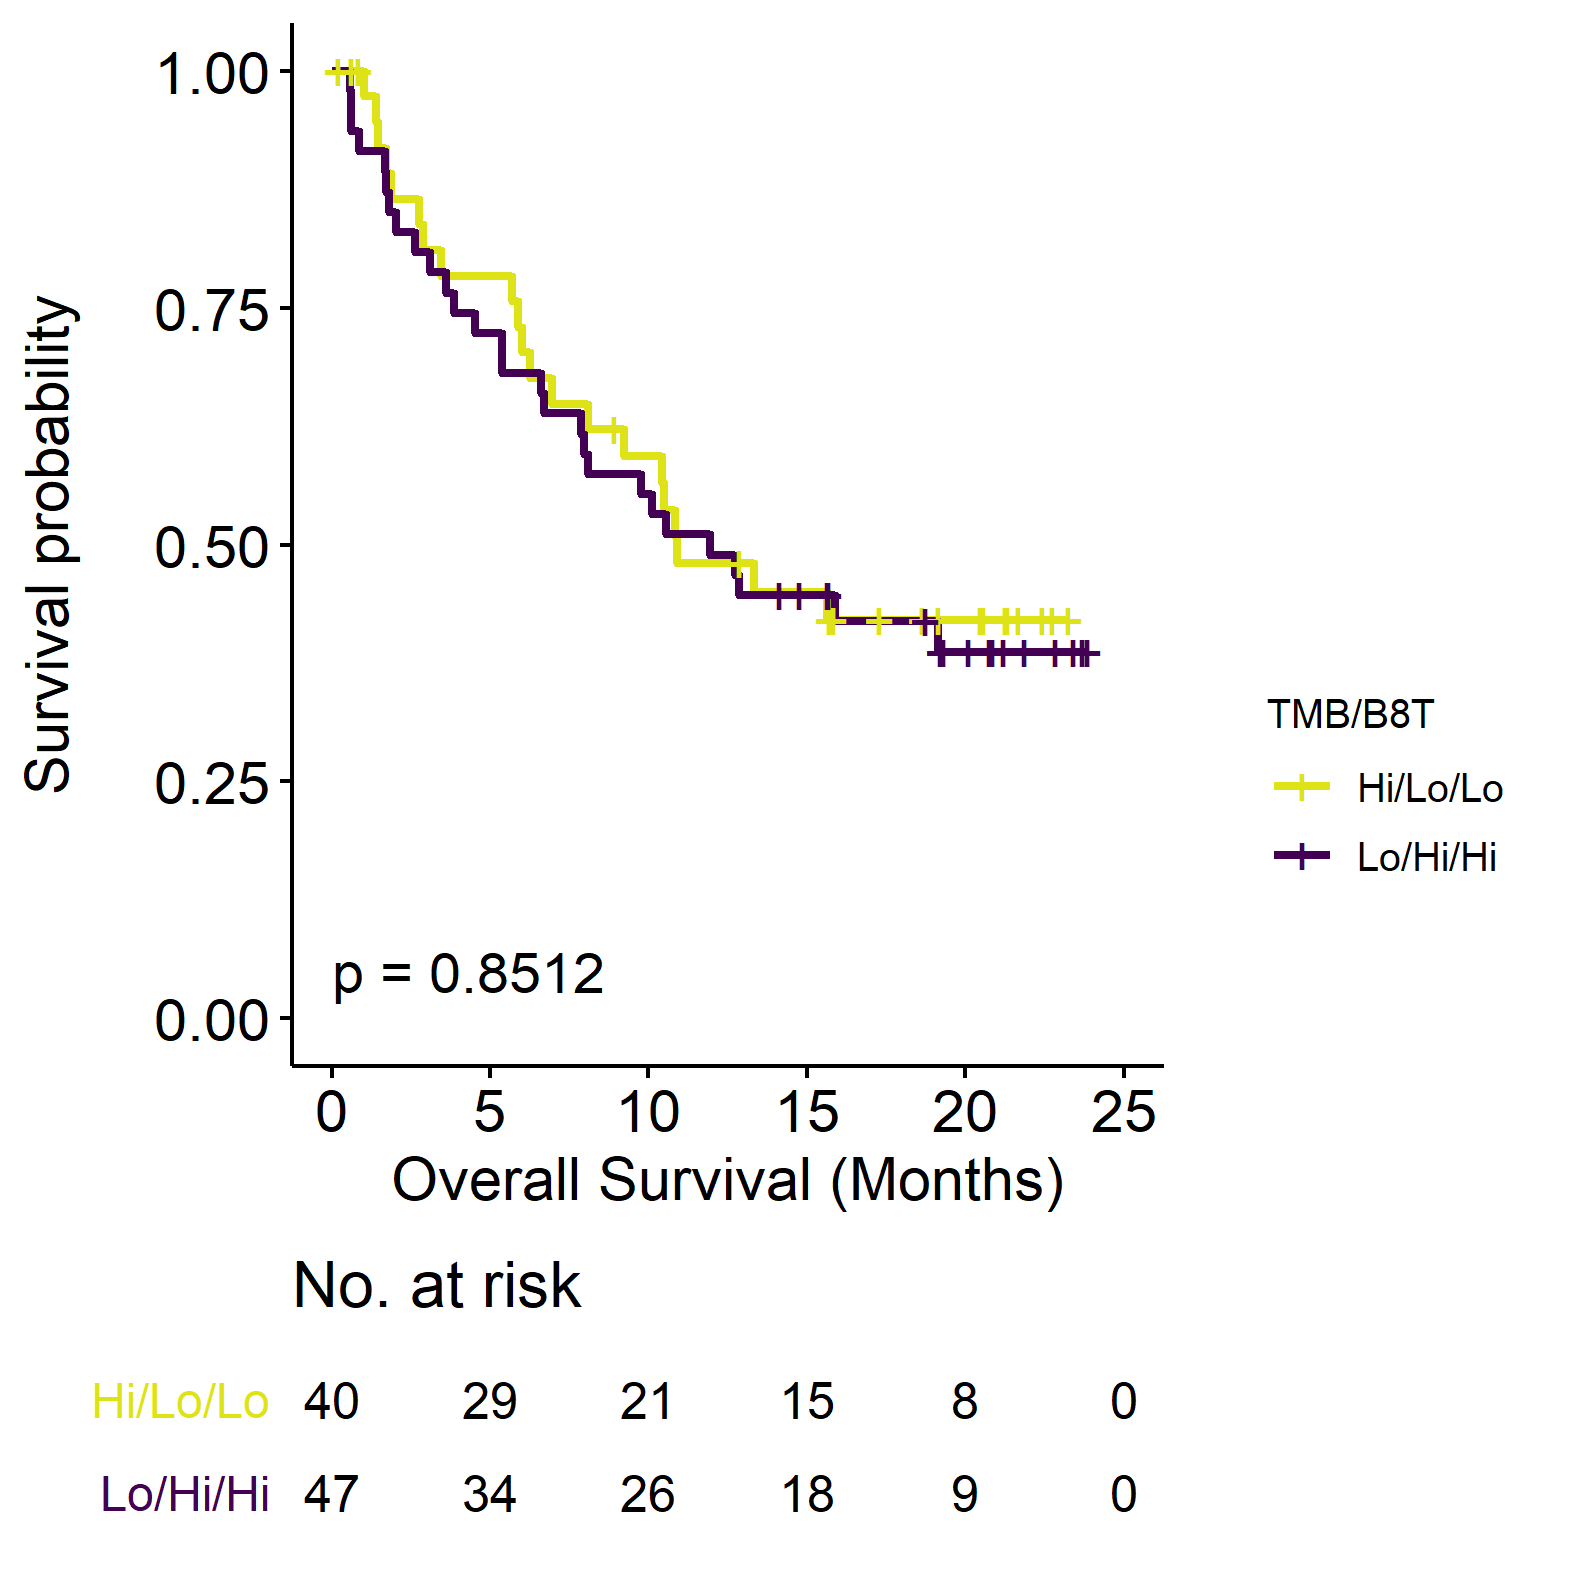 1.00
0.75
0.50
0.25
0.00
Survival probability
p = 0.8512
0 5 10 15 20 25
Overall Survival (Months)
TMB/B8T
Hi/Lo/Lo
Lo/Hi/Hi
No. at risk
Hi/Lo/Lo 40 29 21 15 8 0
Lo/Hi/Hi 47 34 26 18 9 0